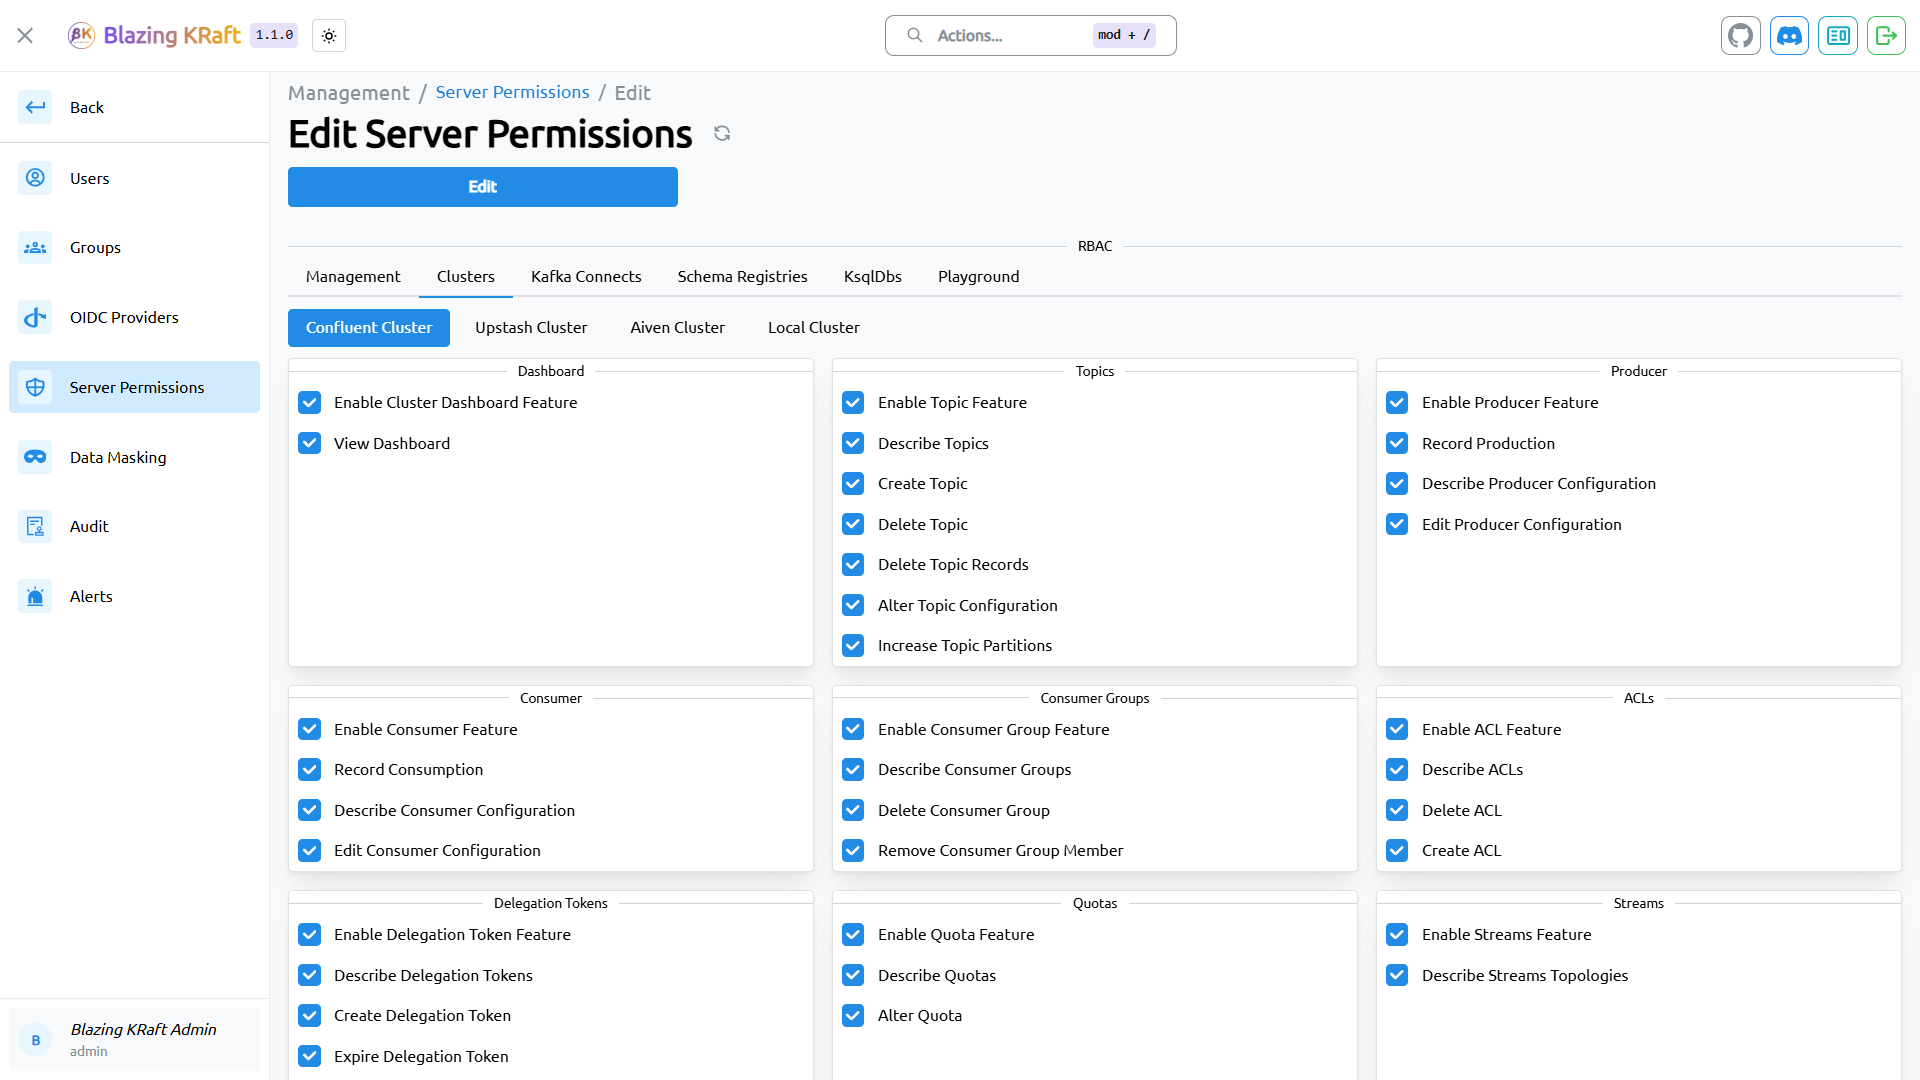 Blazing KRaft 1.1.0
Actions... mod + /
Back
Users
Groups
OIDC Providers
Server Permissions
Data Masking
Audit
Alerts
B
Blazing KRaft Admin
admin
Management / Server Permissions / Edit
Edit Server Permissions
Edit
RBAC
Management Clusters Kafka Connects Schema Registries KsqlDbs Playground
Confluent Cluster Upstash Cluster Aiven Cluster Local Cluster
Dashboard
Enable Cluster Dashboard Feature
View Dashboard
Topics
Enable Topic Feature
Describe Topics
Create Topic
Delete Topic
Delete Topic Records
Alter Topic Configuration
Increase Topic Partitions
Producer
Enable Producer Feature
Record Production
Describe Producer Configuration
Edit Producer Configuration
Consumer
Enable Consumer Feature
Record Consumption
Describe Consumer Configuration
Edit Consumer Configuration
Consumer Groups
Enable Consumer Group Feature
Describe Consumer Groups
Delete Consumer Group
Remove Consumer Group Member
ACLs
Enable ACL Feature
Describe ACLs
Delete ACL
Create ACL
Delegation Tokens
Enable Delegation Token Feature
Describe Delegation Tokens
Create Delegation Token
Expire Delegation Token
Quotas
Enable Quota Feature
Describe Quotas
Alter Quota
Streams
Enable Streams Feature
Describe Streams Topologies